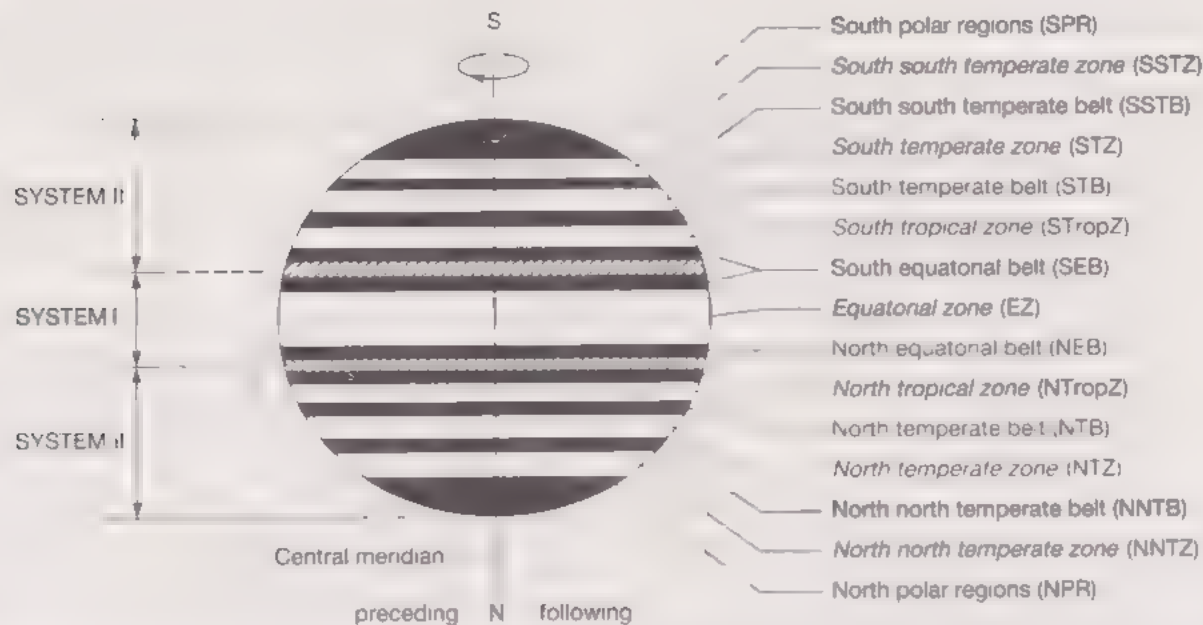 S
South polar regions (SPR)
South south temperate zone (SSTZ)
South south temperate belt (SSTB)
South temperate zone (STZ)
South temperate belt (STB)
South tropical zone (STropZ)
South equatorial belt (SEB)
Equatorial zone (EZ)
North equatorial belt (NEB)
North tropical zone (NTropZ)
North temperate belt (NTB)
North temperate zone (NTZ)
North north temperate belt (NNTB)
North north temperate zone (NNTZ)
North polar regions (NPR)
SYSTEM II
SYSTEM I
SYSTEM II
Central meridian
preceding N following